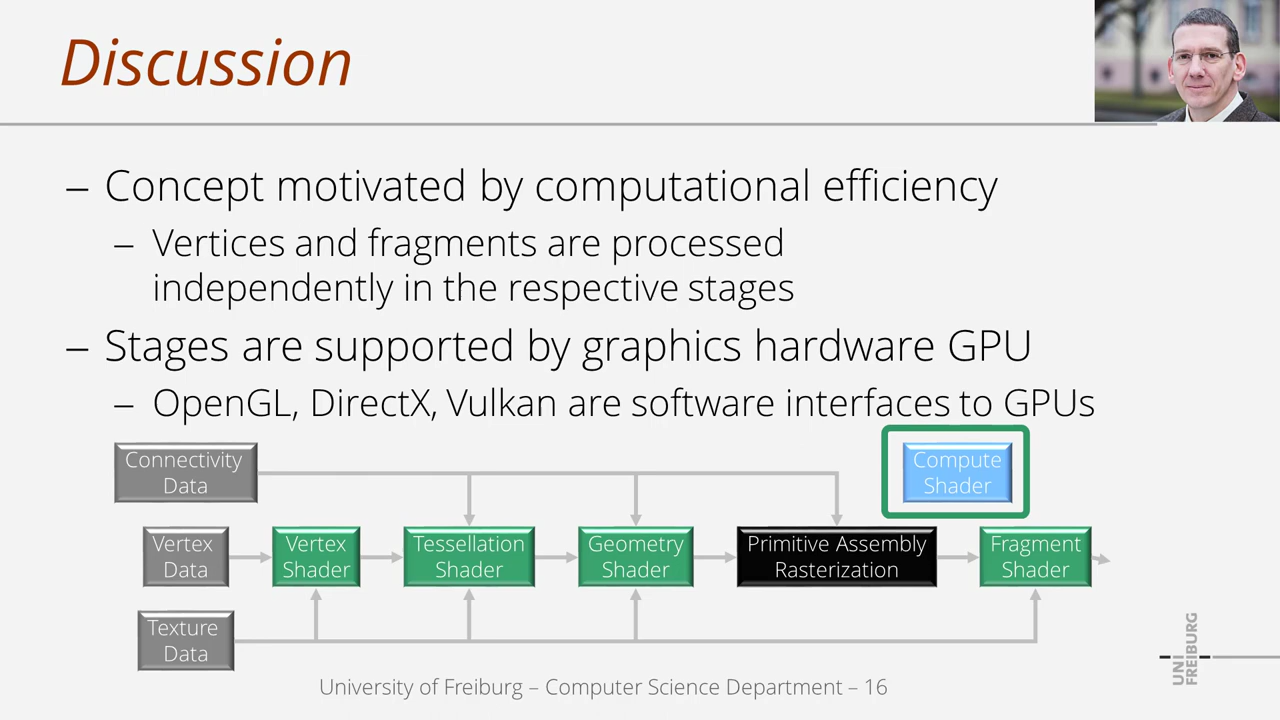 Discussion
– Concept motivated by computational efficiency
– Vertices and fragments are processed
independently in the respective stages
– Stages are supported by graphics hardware GPU
– OpenGL, DirectX, Vulkan are software interfaces to GPUs
Connectivity
Data
Compute
Shader
Vertex
Data
Vertex
Shader
Tessellation
Shader
Geometry
Shader
Primitive Assembly
Rasterization
Fragment
Shader
Texture
Data
University of Freiburg – Computer Science Department – 16
UNI
FREIBURG